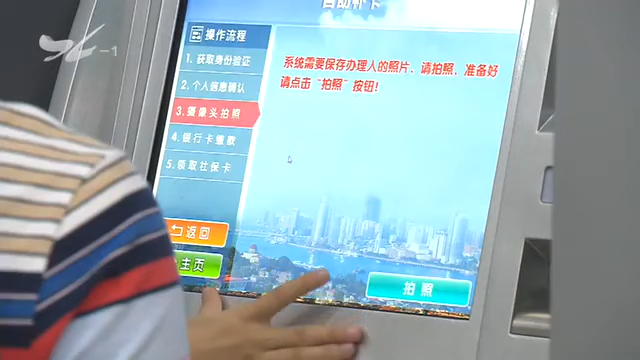 自助补卡
-1
操作流程
1. 获取身份验证
2. 个人信息确认
3. 摄像头拍照
4. 银行卡缴款
5. 领取社保卡
系统需要保存办理人的照片、请拍照、准备好
请点击“拍照”按钮!
返回
主页
拍照